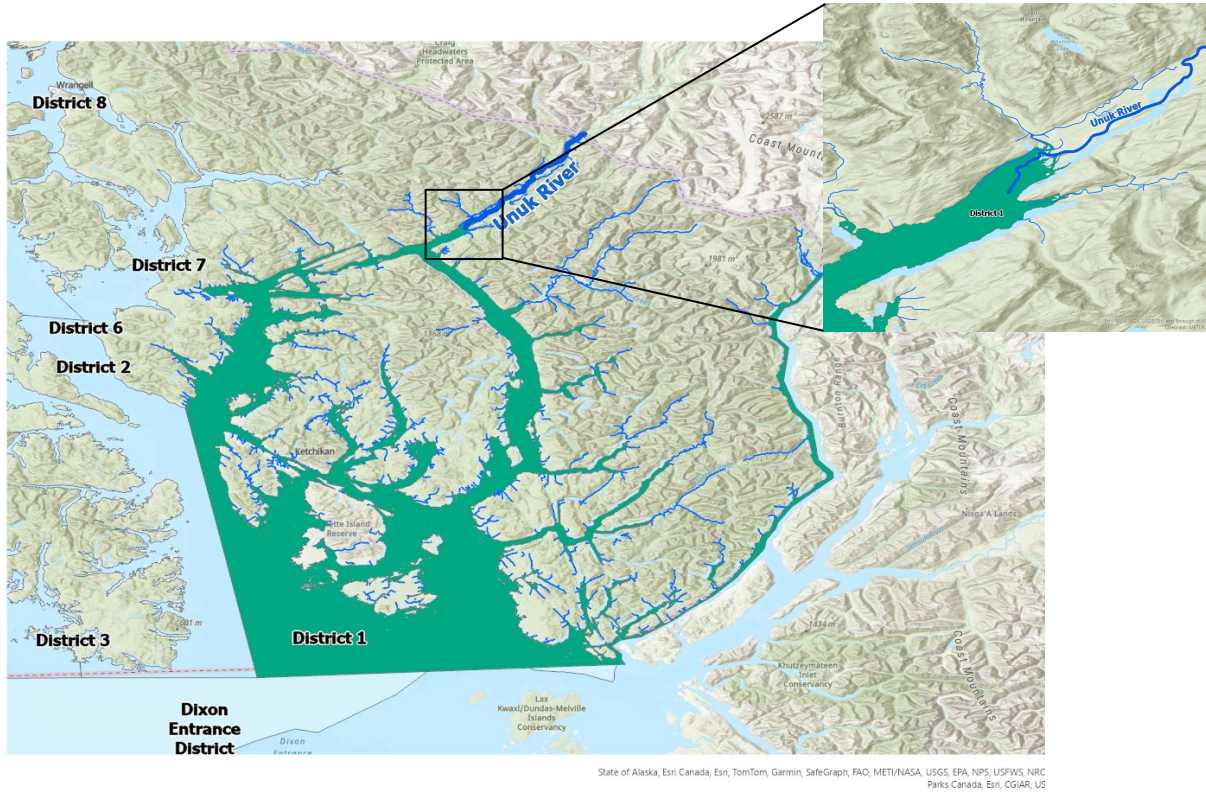 Craig
Headwaters
Protected Area
Wrangell
District 8
2587 m
Coast Mount
Unuk River
Unuk River
District 1
District 7
1981 m
District 6
District 2
Ketchikan
ette Island
Reserve
Coast Mountains
Nisga'A Lands
District 3
District 1
1434 m
Khutzeymateen
Inlet
Conservancy
Coast Mountains
Lax
Kwaxl/Dundas-Melville
Islands
Conservancy
Dixon
Entrance
District
Dixon
Entrance
State of Alaska, Esri Canada, Esri, TomTom, Garmin, SafeGraph, FAO, METI/NASA, USGS, EPA, NPS, USFWS, NRC
Parks Canada, Esri, CGIAR, US